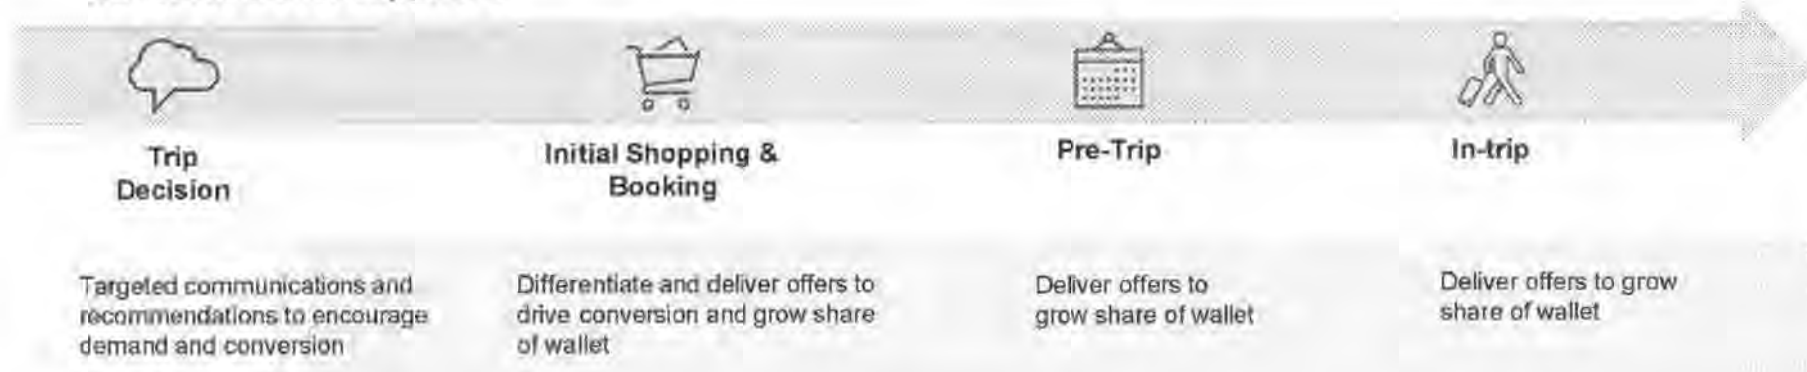 Trip
Decision
Initial Shopping &
Booking
Pre-Trip
In-trip
Targeted communications and
recommendations to encourage
demand and conversion
Differentiate and deliver offers to
drive conversion and grow share
of wallet
Deliver offers to
grow share of wallet
Deliver offers to grow
share of wallet